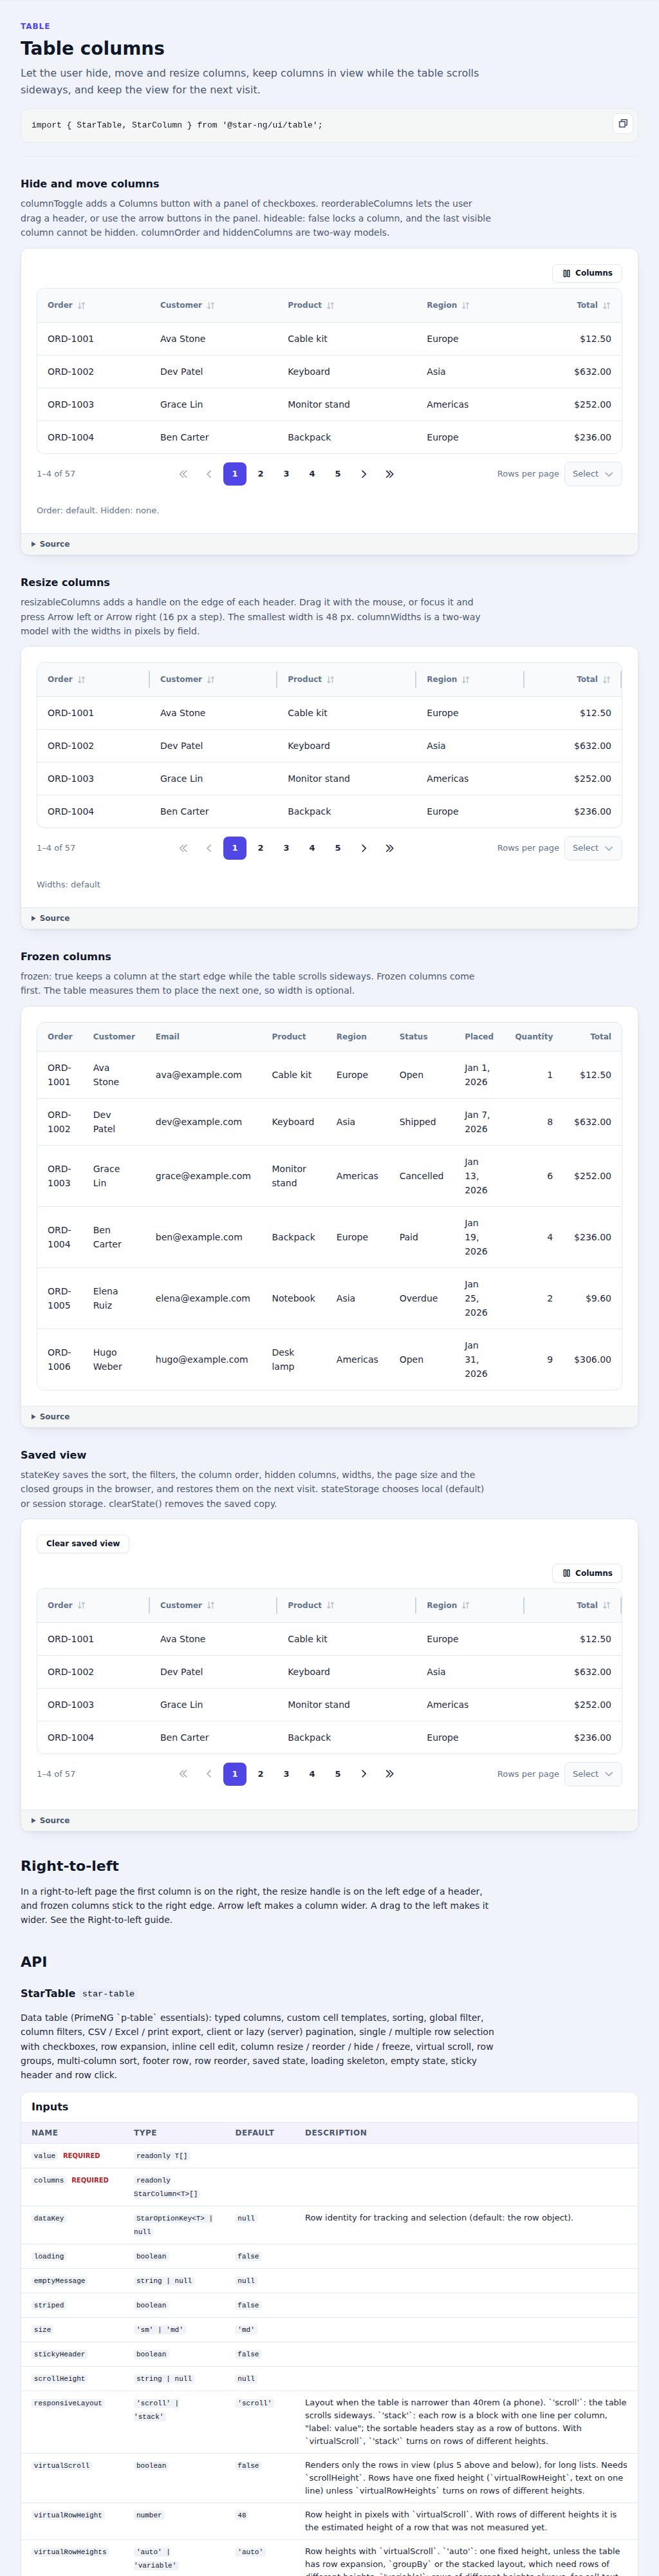 TABLE
Table columns
Let the user hide, move and resize columns, keep columns in view while the table scrolls
sideways, and keep the view for the next visit.
import { StarTable, StarColumn } from '@star-ng/ui/table';
Hide and move columns
columnToggle adds a Columns button with a panel of checkboxes. reorderableColumns lets the user
drag a header, or use the arrow buttons in the panel. hideable: false locks a column, and the last visible
column cannot be hidden. columnOrder and hiddenColumns are two-way models.
Columns
Order Customer Product Region Total
ORD-1001 Ava Stone Cable kit Europe $12.50
ORD-1002 Dev Patel Keyboard Asia $632.00
ORD-1003 Grace Lin Monitor stand Americas $252.00
ORD-1004 Ben Carter Backpack Europe $236.00
1–4 of 57 1 2 3 4 5 Rows per page Select
Order: default. Hidden: none.
Source
Resize columns
resizableColumns adds a handle on the edge of each header. Drag it with the mouse, or focus it and
press Arrow left or Arrow right (16 px a step). The smallest width is 48 px. columnWidths is a two-way
model with the widths in pixels by field.
Order Customer Product Region Total
ORD-1001 Ava Stone Cable kit Europe $12.50
ORD-1002 Dev Patel Keyboard Asia $632.00
ORD-1003 Grace Lin Monitor stand Americas $252.00
ORD-1004 Ben Carter Backpack Europe $236.00
1–4 of 57 1 2 3 4 5 Rows per page Select
Widths: default
Source
Frozen columns
frozen: true keeps a column at the start edge while the table scrolls sideways. Frozen columns come
first. The table measures them to place the next one, so width is optional.
Order Customer Email Product Region Status Placed Quantity Total
ORD-1001 Ava Stone ava@example.com Cable kit Europe Open Jan 1, 2026 1 $12.50
ORD-1002 Dev Patel dev@example.com Keyboard Asia Shipped Jan 7, 2026 8 $632.00
ORD-1003 Grace Lin grace@example.com Monitor stand Americas Cancelled Jan 13, 2026 6 $252.00
ORD-1004 Ben Carter ben@example.com Backpack Europe Paid Jan 19, 2026 4 $236.00
ORD-1005 Elena Ruiz elena@example.com Notebook Asia Overdue Jan 25, 2026 2 $9.60
ORD-1006 Hugo Weber hugo@example.com Desk lamp Americas Open Jan 31, 2026 9 $306.00
Source
Saved view
stateKey saves the sort, the filters, the column order, hidden columns, widths, the page size and the
closed groups in the browser, and restores them on the next visit. stateStorage chooses local (default)
or session storage. clearState() removes the saved copy.
Clear saved view
Columns
Order Customer Product Region Total
ORD-1001 Ava Stone Cable kit Europe $12.50
ORD-1002 Dev Patel Keyboard Asia $632.00
ORD-1003 Grace Lin Monitor stand Americas $252.00
ORD-1004 Ben Carter Backpack Europe $236.00
1–4 of 57 1 2 3 4 5 Rows per page Select
Source
Right-to-left
In a right-to-left page the first column is on the right, the resize handle is on the left edge of a header,
and frozen columns stick to the right edge. Arrow left makes a column wider. A drag to the left makes it
wider. See the Right-to-left guide.
API
StarTable star-table
Data table (PrimeNG `p-table` essentials): typed columns, custom cell templates, sorting, global filter,
column filters, CSV / Excel / print export, client or lazy (server) pagination, single / multiple row selection
with checkboxes, row expansion, inline cell edit, column resize / reorder / hide / freeze, virtual scroll, row
groups, multi-column sort, footer row, row reorder, saved state, loading skeleton, empty state, sticky
header and row click.
Inputs
NAME TYPE DEFAULT DESCRIPTION
value REQUIRED readonly T[]
columns REQUIRED readonly StarColumn<T>[]
dataKey StarOptionKey<T> | null null Row identity for tracking and selection (default: the row object).
loading boolean false
emptyMessage string | null null
striped boolean false
size 'sm' | 'md' 'md'
stickyHeader boolean false
scrollHeight string | null null
responsiveLayout 'scroll' | 'stack' 'scroll' Layout when the table is narrower than 40rem (a phone). `'scroll'`: the table
scrolls sideways. `'stack'`: each row is a block with one line per column,
"label: value"; the sortable headers stay as a row of buttons. With
`virtualScroll`, `'stack'` turns on rows of different heights.
virtualScroll boolean false Renders only the rows in view (plus 5 above and below), for long lists. Needs
`scrollHeight`. Rows have one fixed height (`virtualRowHeight`, text on one
line) unless `virtualRowHeights` turns on rows of different heights.
virtualRowHeight number 48 Row height in pixels with `virtualScroll`. With rows of different heights it is
the estimated height of a row that was not measured yet.
virtualRowHeights 'auto' | 'variable' 'auto' Row heights with `virtualScroll`. `'auto'`: one fixed height, unless the table
has row expansion, `groupBy` or the stacked layout, which need rows of